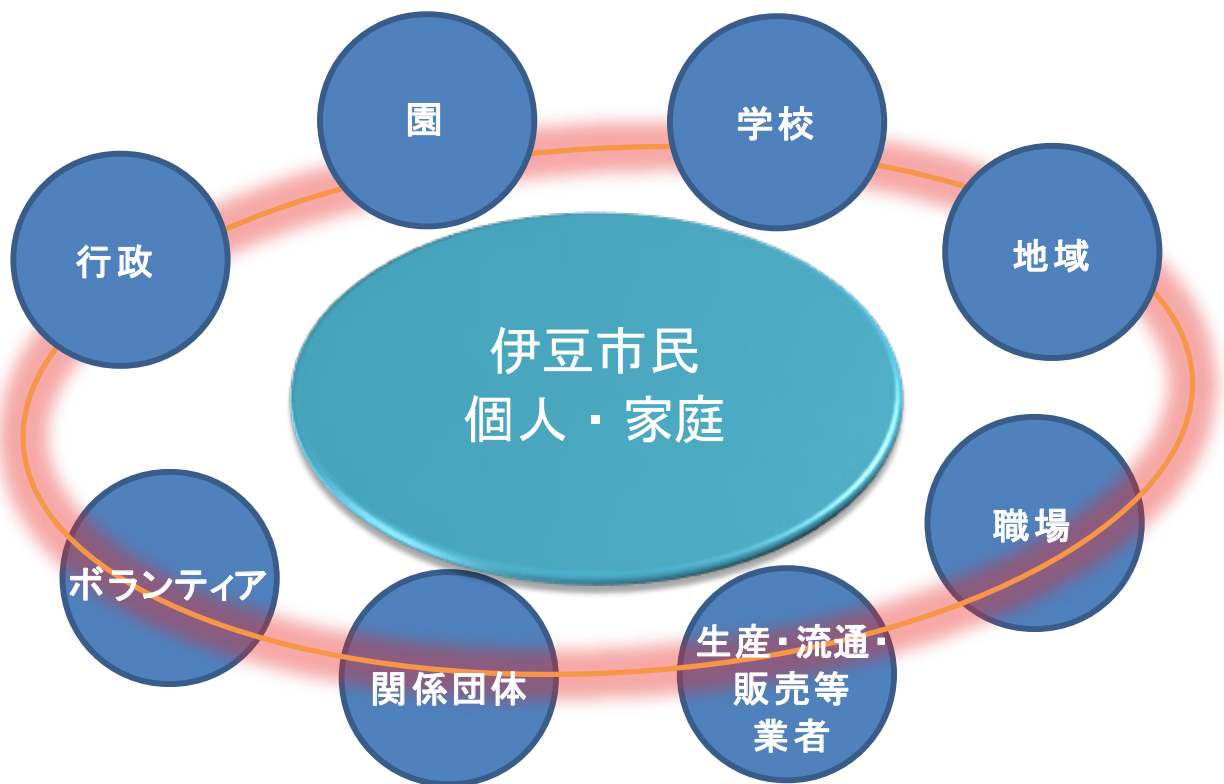 園
学校
行政
地域
伊豆市民
個人・家庭
職場
ボランティア
関係団体
生産・流通・
販売等
業者